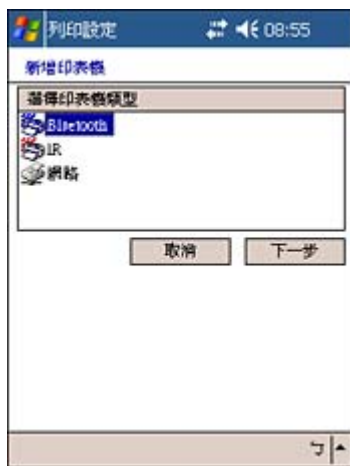 列印設定 08:55
新增印表機
選擇印表機類型
Bluetooth
IR
網路
取消 下一步
ㄅ